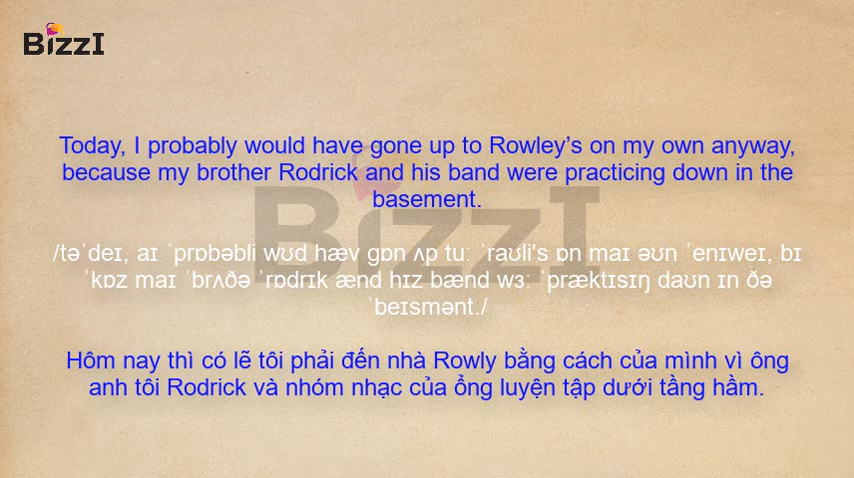 BizzI
Today, I probably would have gone up to Rowley’s on my own anyway,
because my brother Rodrick and his band were practicing down in the
basement.
BizzI
/təˈdeɪ, aɪ ˈprɒbəbli wʊd hæv gɒn ʌp tuː ˈraʊli's ɒn maɪ əʊn ˈenɪweɪ, bɪ
ˈkɒz maɪ ˈbrʌðə ˈrɒdrɪk ænd hɪz bænd wɜː ˈpræktɪsɪŋ daʊn ɪn ðə
ˈbeɪsmənt./
Hôm nay thì có lẽ tôi phải đến nhà Rowly bằng cách của mình vì ông
anh tôi Rodrick và nhóm nhạc của ổng luyện tập dưới tầng hầm.